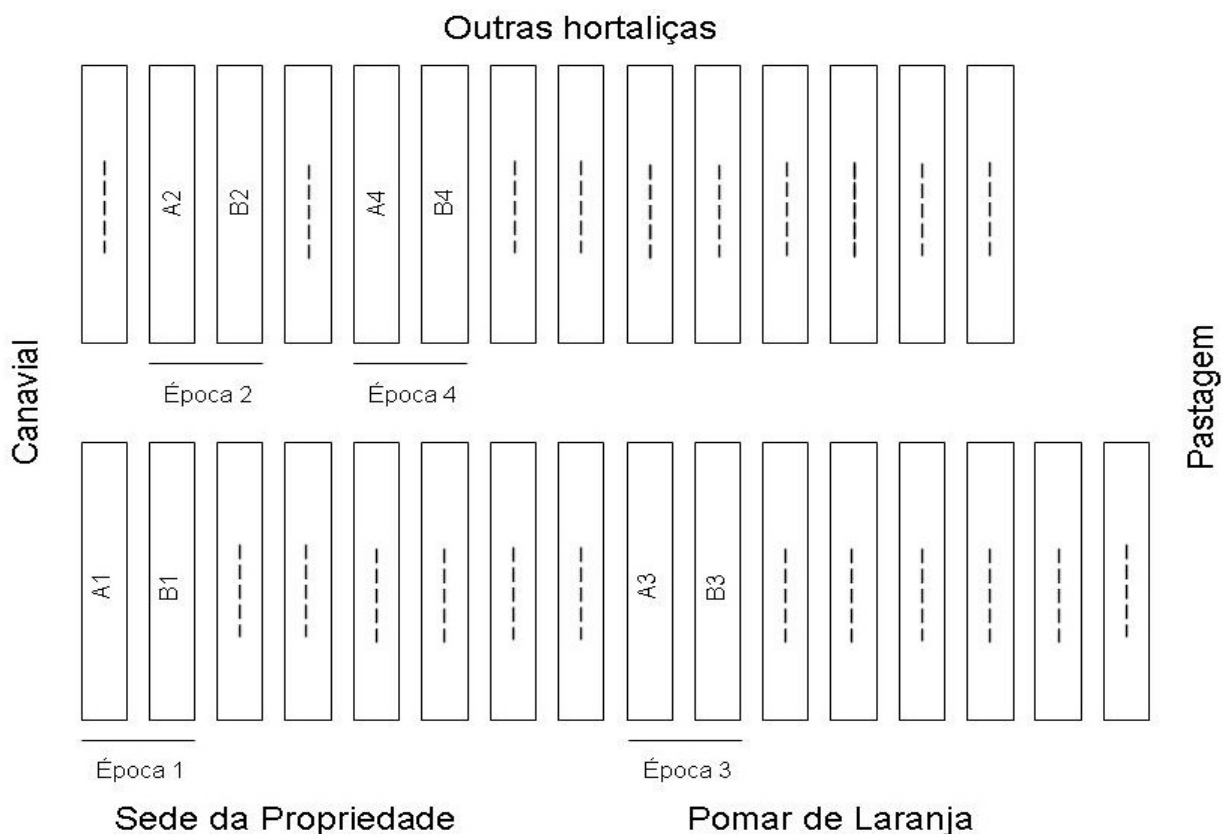 Outras hortaliças
A2
B2
A4
B4
Época 2
Época 4
Canavial
Pastagem
A1
B1
A3
B3
Época 1
Época 3
Sede da Propriedade
Pomar de Laranja